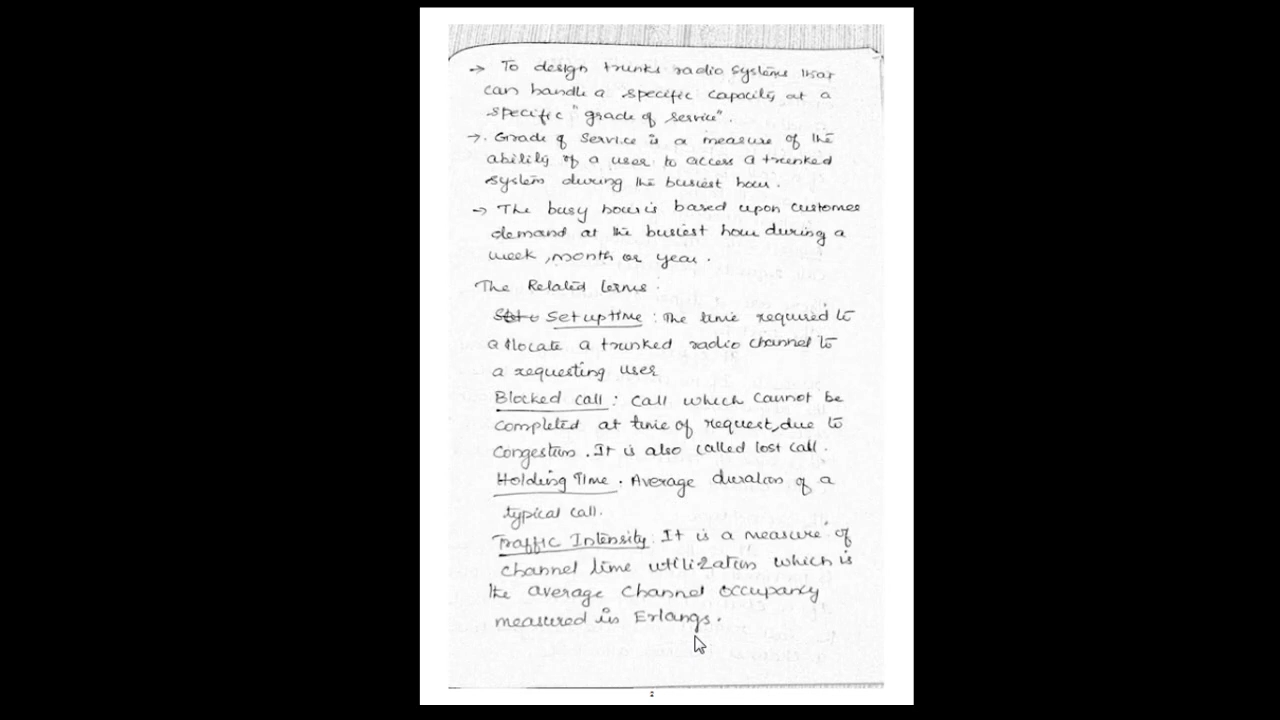 → To design trunks radio systems that
can handle a specific capacity at a
specific "grade of service".
→. Grade of Service is a measure of the
ability of a user to access a trunked
system during the busiest hour.
→ The busy hour is based upon customer
demand at the busiest hour during a
week, month or year.
The Related terms.
Set up time: The time required to
allocate a trunked radio channel to
a requesting user
Blocked call: Call which cannot be
completed at time of request, due to
congestion. It is also called lost call.
Holding Time. Average duration of a
typical call.
Traffic Intensity. It is a measure of
channel time utilization which is
the average channel occupancy
measured in Erlangs.